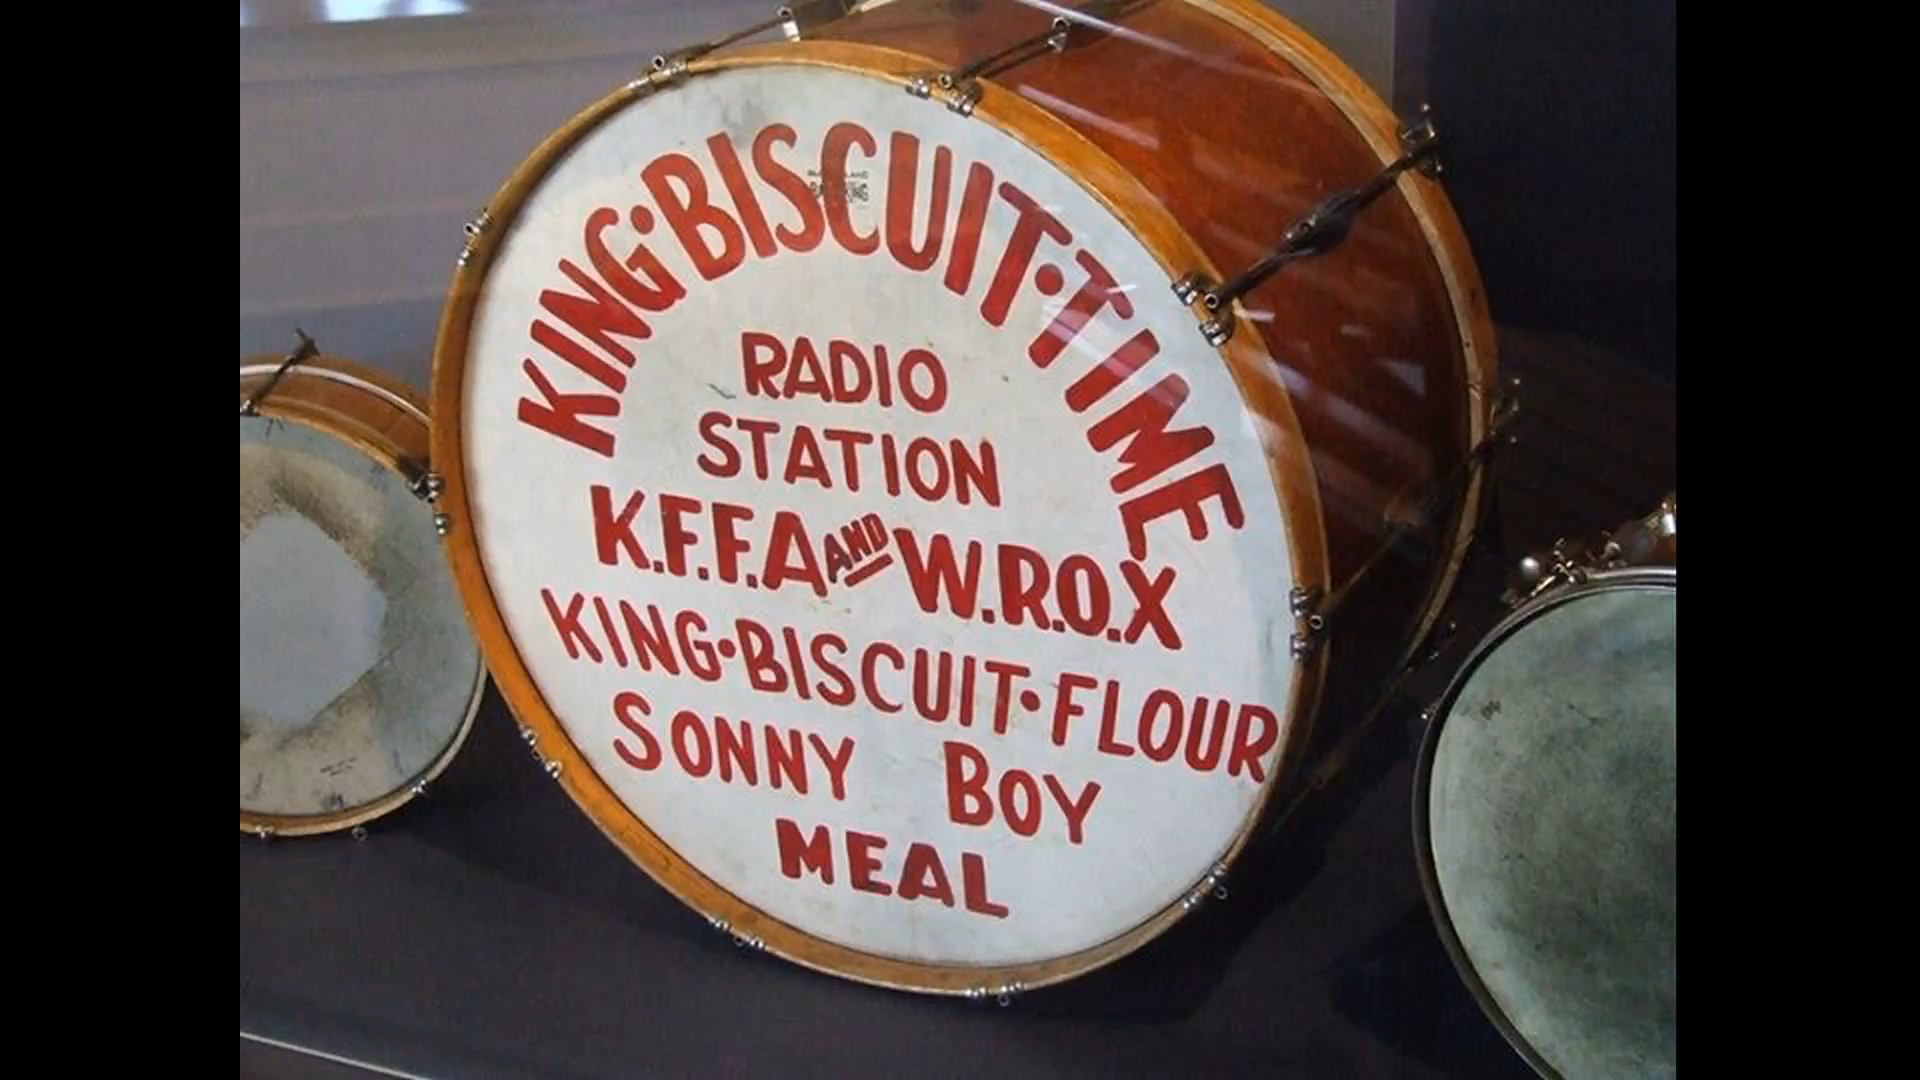 KING·BISCUIT·TIME
RADIO
STATION
K.F.F.A AND W.R.O.X
KING·BISCUIT·FLOUR
SONNY BOY
MEAL